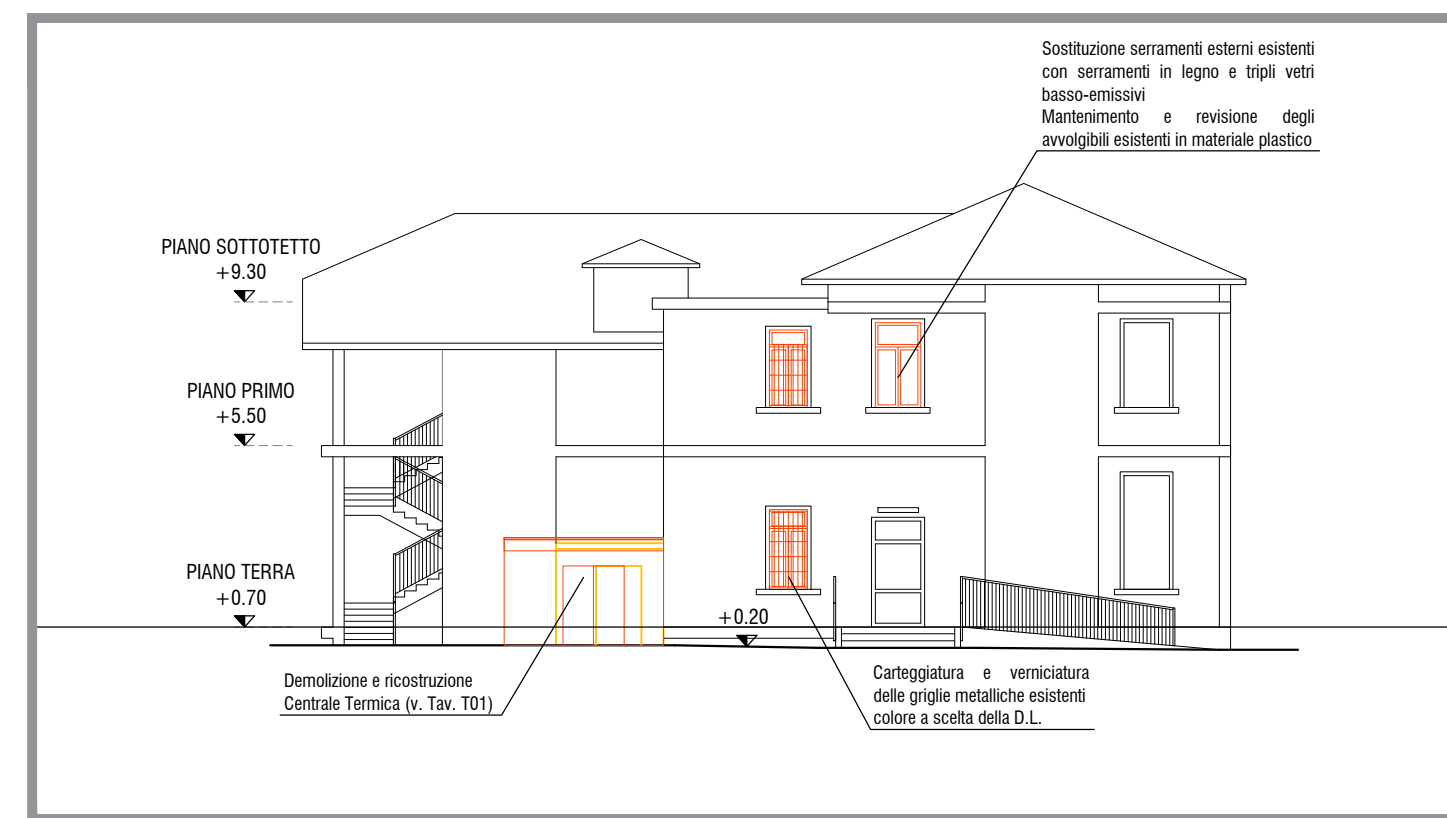 Sostituzione serramenti esterni esistenti
con serramenti in legno e tripli vetri
basso-emissivi
Mantenimento e revisione degli
avvolgibili esistenti in materiale plastico
PIANO SOTTOTETTO
+9.30
PIANO PRIMO
+5.50
PIANO TERRA
+0.70
+0.20
Demolizione e ricostruzione
Centrale Termica (v. Tav. T01)
Carteggiatura e verniciatura
delle griglie metalliche esistenti
colore a scelta della D.L.